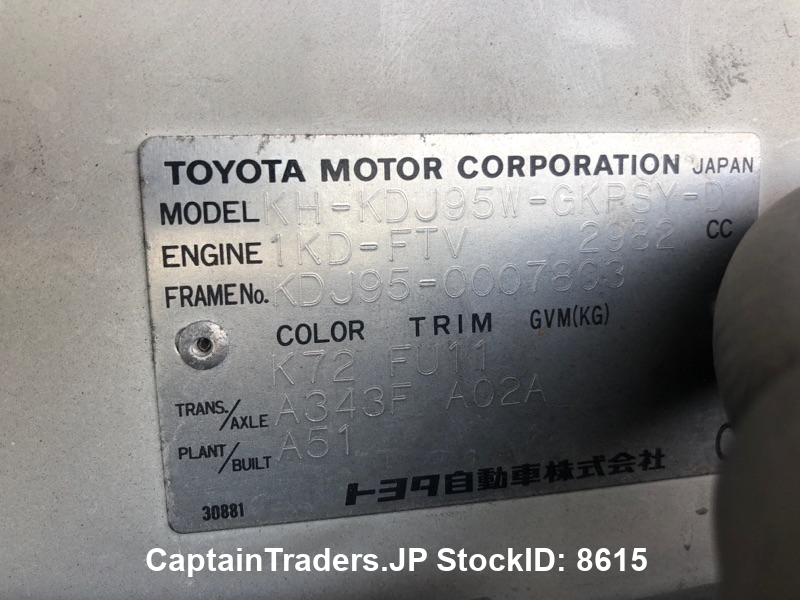 TOYOTA MOTOR CORPORATION JAPAN
MODEL KH-KDJ95W-GKPSY-D
ENGINE 1KD-FTV 2982 CC
FRAME No. KDJ95-0007803
COLOR TRIM GVM(KG)
K72 FU11
TRANS./AXLE A343F A02A
PLANT/BUILT A51
トヨタ自動車株式会社
30881
CaptainTraders.JP StockID: 8615